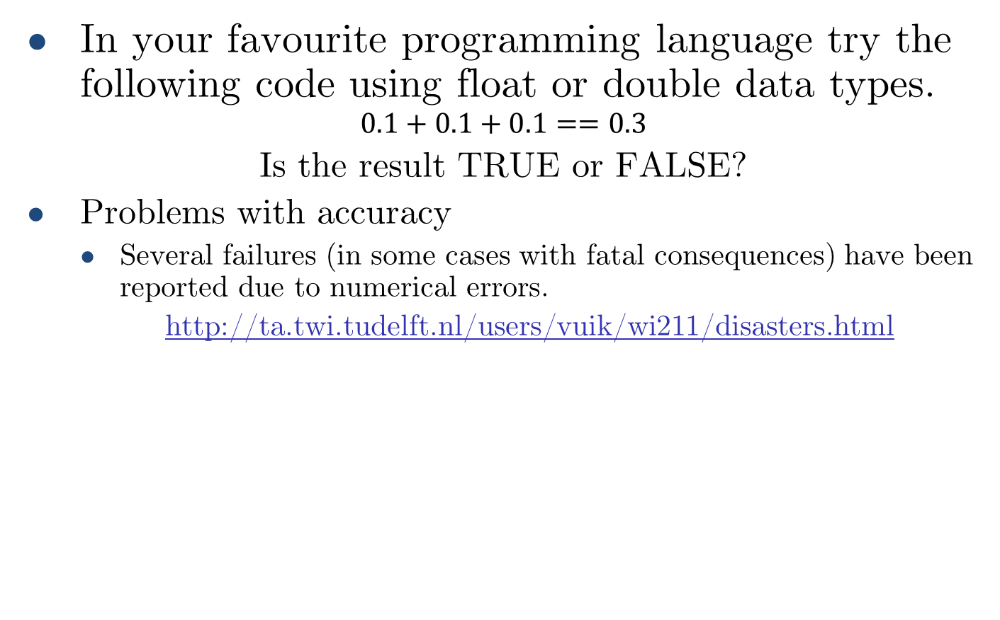 • In your favourite programming language try the
following code using float or double data types.
0.1 + 0.1 + 0.1 == 0.3
Is the result TRUE or FALSE?
• Problems with accuracy
• Several failures (in some cases with fatal consequences) have been
reported due to numerical errors.
http://ta.twi.tudelft.nl/users/vuik/wi211/disasters.html